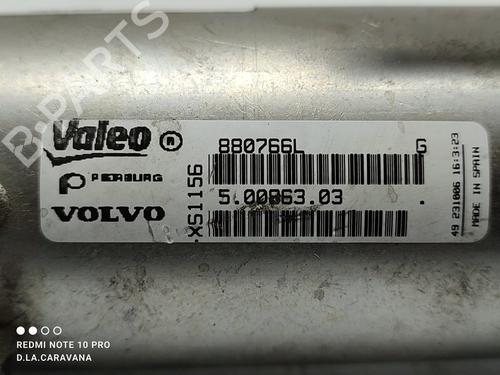 B-PARTS
Valeo ®
880766L G
PIERBURG
.XS1156
5.00863.03 .
VOLVO
49 231006 16:3:23
MADE IN SPAIN
REDMI NOTE 10 PRO
D.LA.CARAVANA